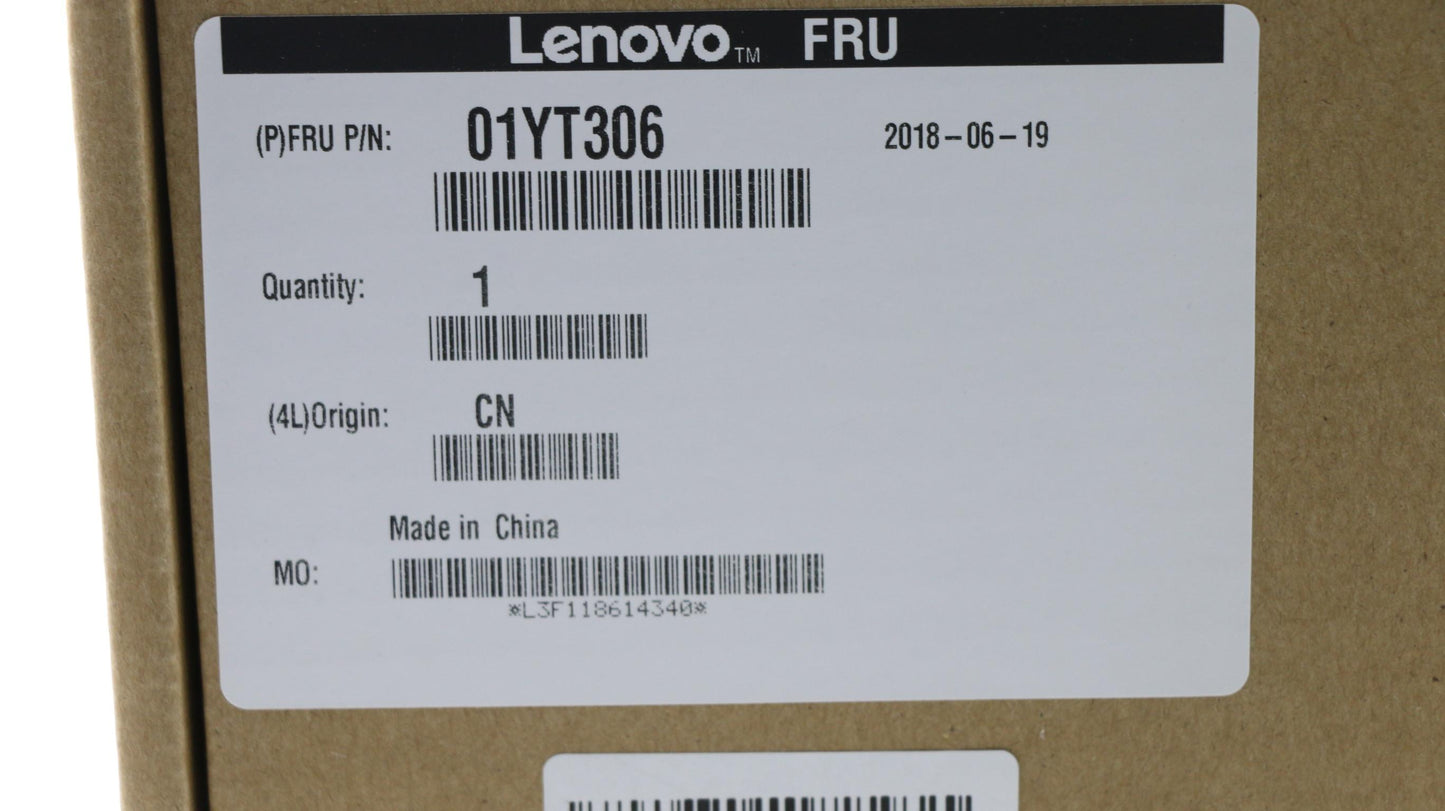 Lenovo™ FRU
(P)FRU P/N: 01YT306 2018-06-19
Quantity: 1
(4L)Origin: CN
Made in China
MO:
*L3F118614340*